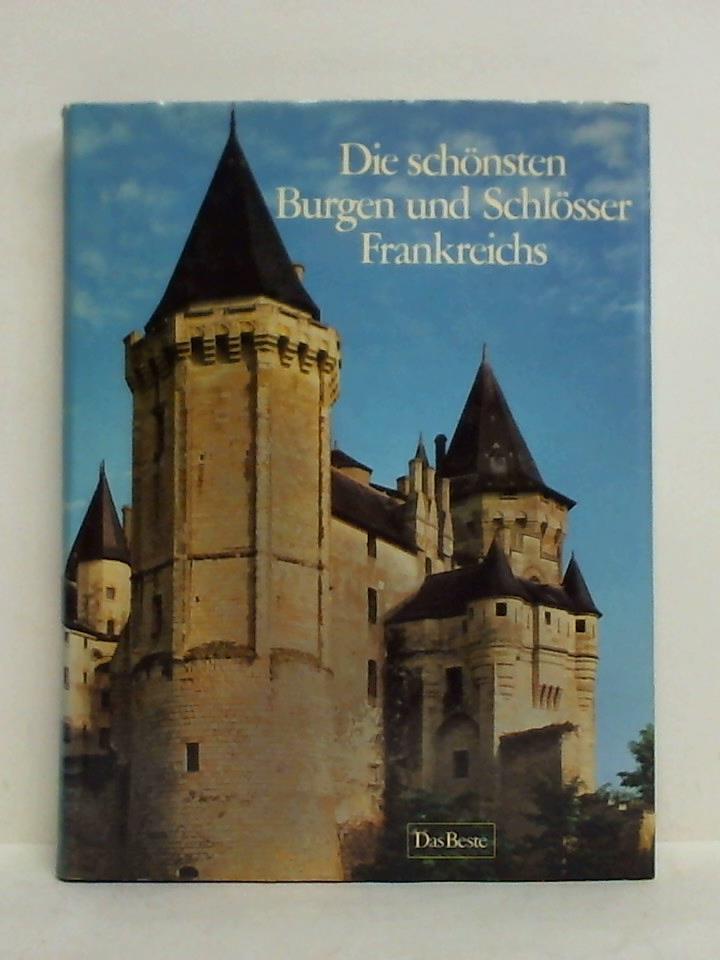 Die schönsten
Burgen und Schlösser
Frankreichs
Das Beste